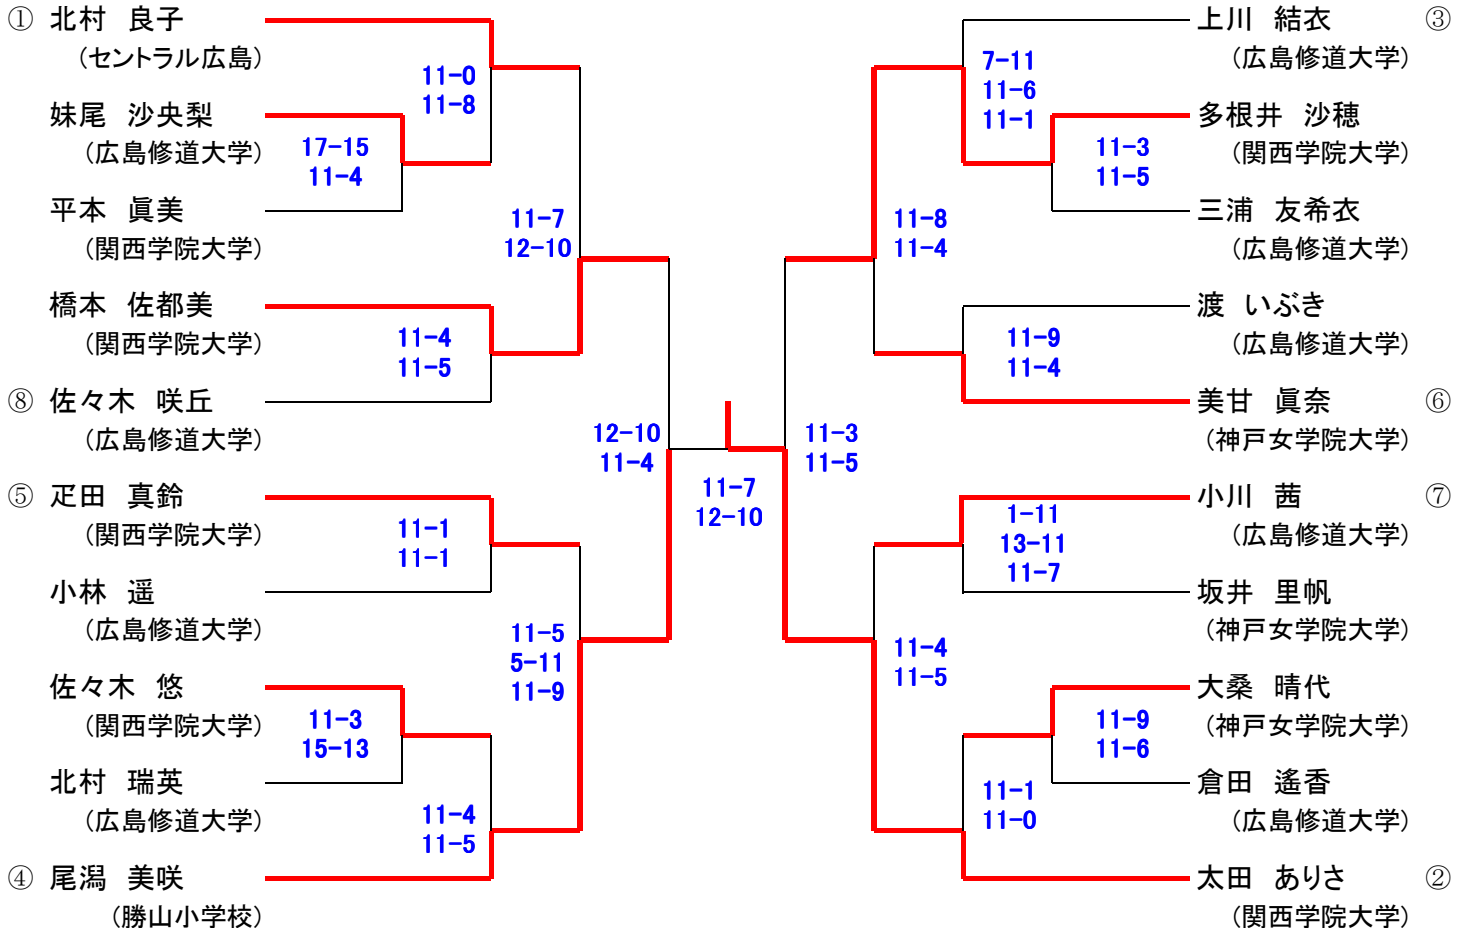 ① 北村 良子
(セントラル広島)
11-0
11-8
妹尾 沙央梨
(広島修道大学)
17-15
11-4
平本 眞美
(関西学院大学)
11-7
12-10
橋本 佐都美
(関西学院大学)
11-4
11-5
⑧ 佐々木 咲丘
(広島修道大学)
12-10
11-4
⑤ 疋田 真鈴
(関西学院大学)
11-1
11-1
小林 遥
(広島修道大学)
11-5
5-11
11-9
佐々木 悠
(関西学院大学)
11-3
15-13
北村 瑞英
(広島修道大学)
11-4
11-5
④ 尾潟 美咲
(勝山小学校)
11-7
12-10
上川 結衣 ③
(広島修道大学)
7-11
11-6
11-1
多根井 沙穂
(関西学院大学)
11-3
11-5
三浦 友希衣
(広島修道大学)
11-8
11-4
渡 いぶき
(広島修道大学)
11-9
11-4
美甘 眞奈 ⑥
(神戸女学院大学)
11-3
11-5
小川 茜 ⑦
(広島修道大学)
1-11
13-11
11-7
坂井 里帆
(神戸女学院大学)
11-4
11-5
大桑 晴代
(神戸女学院大学)
11-9
11-6
倉田 遙香
(広島修道大学)
11-1
11-0
太田 ありさ ②
(関西学院大学)